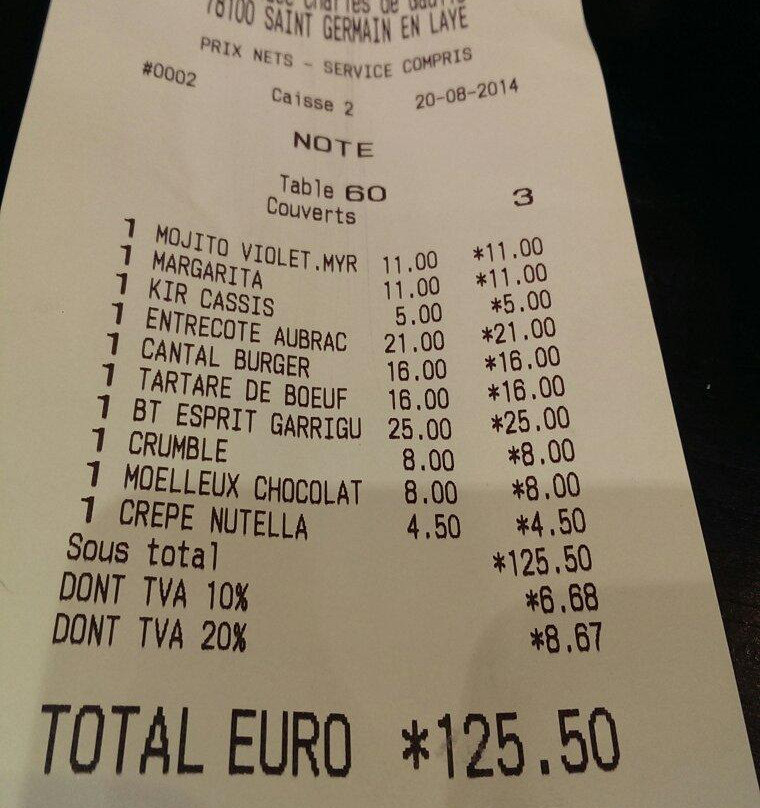 Charles de
78100 SAINT GERMAIN EN LAYE
PRIX NETS - SERVICE COMPRIS
#0002 Caisse 2 20-08-2014
NOTE
Table 60 3
Couverts
1 MOJITO VIOLET.MYR 11.00 *11.00
1 MARGARITA 11.00 *11.00
1 KIR CASSIS 5.00 *5.00
1 ENTRECOTE AUBRAC 21.00 *21.00
1 CANTAL BURGER 16.00 *16.00
1 TARTARE DE BOEUF 16.00 *16.00
1 BT ESPRIT GARRIGU 25.00 *25.00
1 CRUMBLE 8.00 *8.00
1 MOELLEUX CHOCOLAT 8.00 *8.00
1 CREPE NUTELLA 4.50 *4.50
Sous total *125.50
DONT TVA 10% *6.68
DONT TVA 20% *8.67
TOTAL EURO *125.50